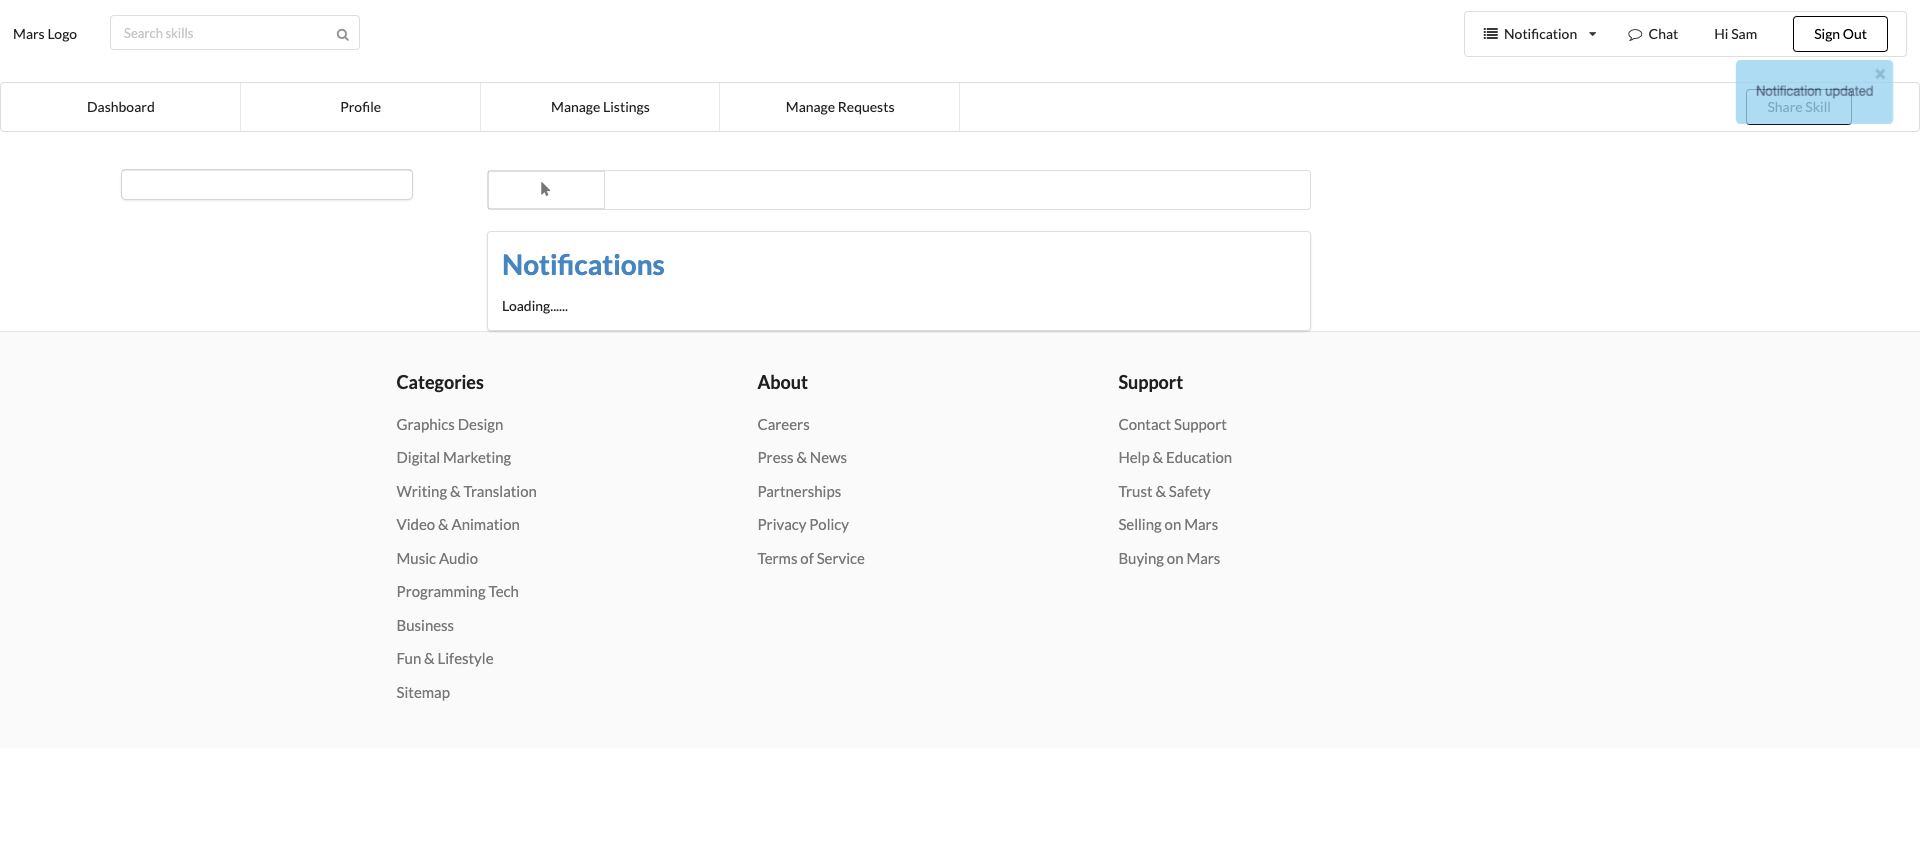 Mars Logo
Search skills
Notification
Chat
Hi Sam
Sign Out
Dashboard
Profile
Manage Listings
Manage Requests
Notification updated
Share Skill
Notifications
Loading......
Categories
Graphics Design
Digital Marketing
Writing & Translation
Video & Animation
Music Audio
Programming Tech
Business
Fun & Lifestyle
Sitemap
About
Careers
Press & News
Partnerships
Privacy Policy
Terms of Service
Support
Contact Support
Help & Education
Trust & Safety
Selling on Mars
Buying on Mars